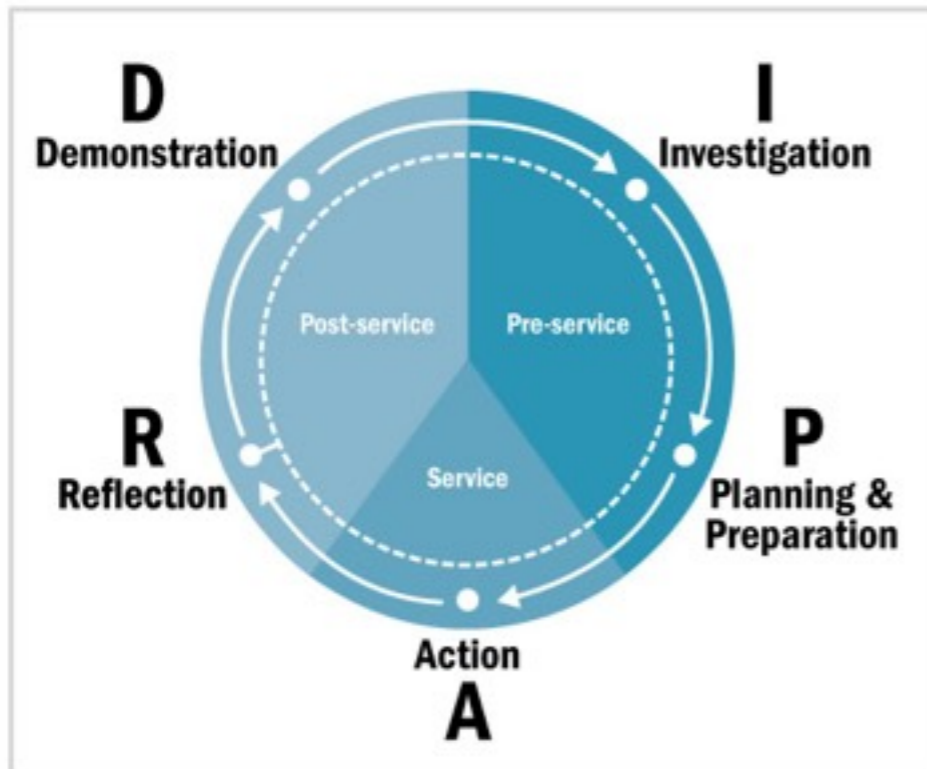 D
Demonstration
I
Investigation
Post-service
Pre-service
R
Reflection
P
Planning &
Preparation
Service
Action
A